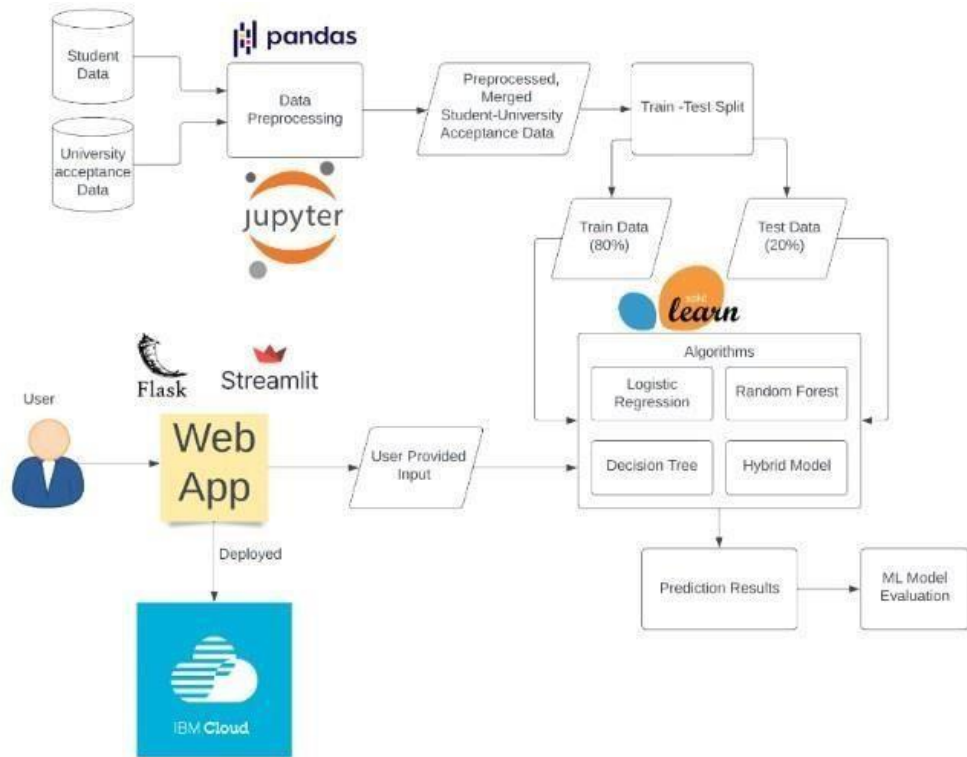 pandas
Student
Data
Data
Preprocessing
Preprocessed,
Merged
Student-University
Acceptance Data
Train -Test Split
University
acceptance
Data
jupyter
Train Data
(80%)
Test Data
(20%)
learn
Algorithms
Logistic
Regression
Random Forest
Decision Tree
Hybrid Model
Flask
Streamlit
User
Web
App
User Provided
Input
Deployed
Prediction Results
ML Model
Evaluation
IBM Cloud